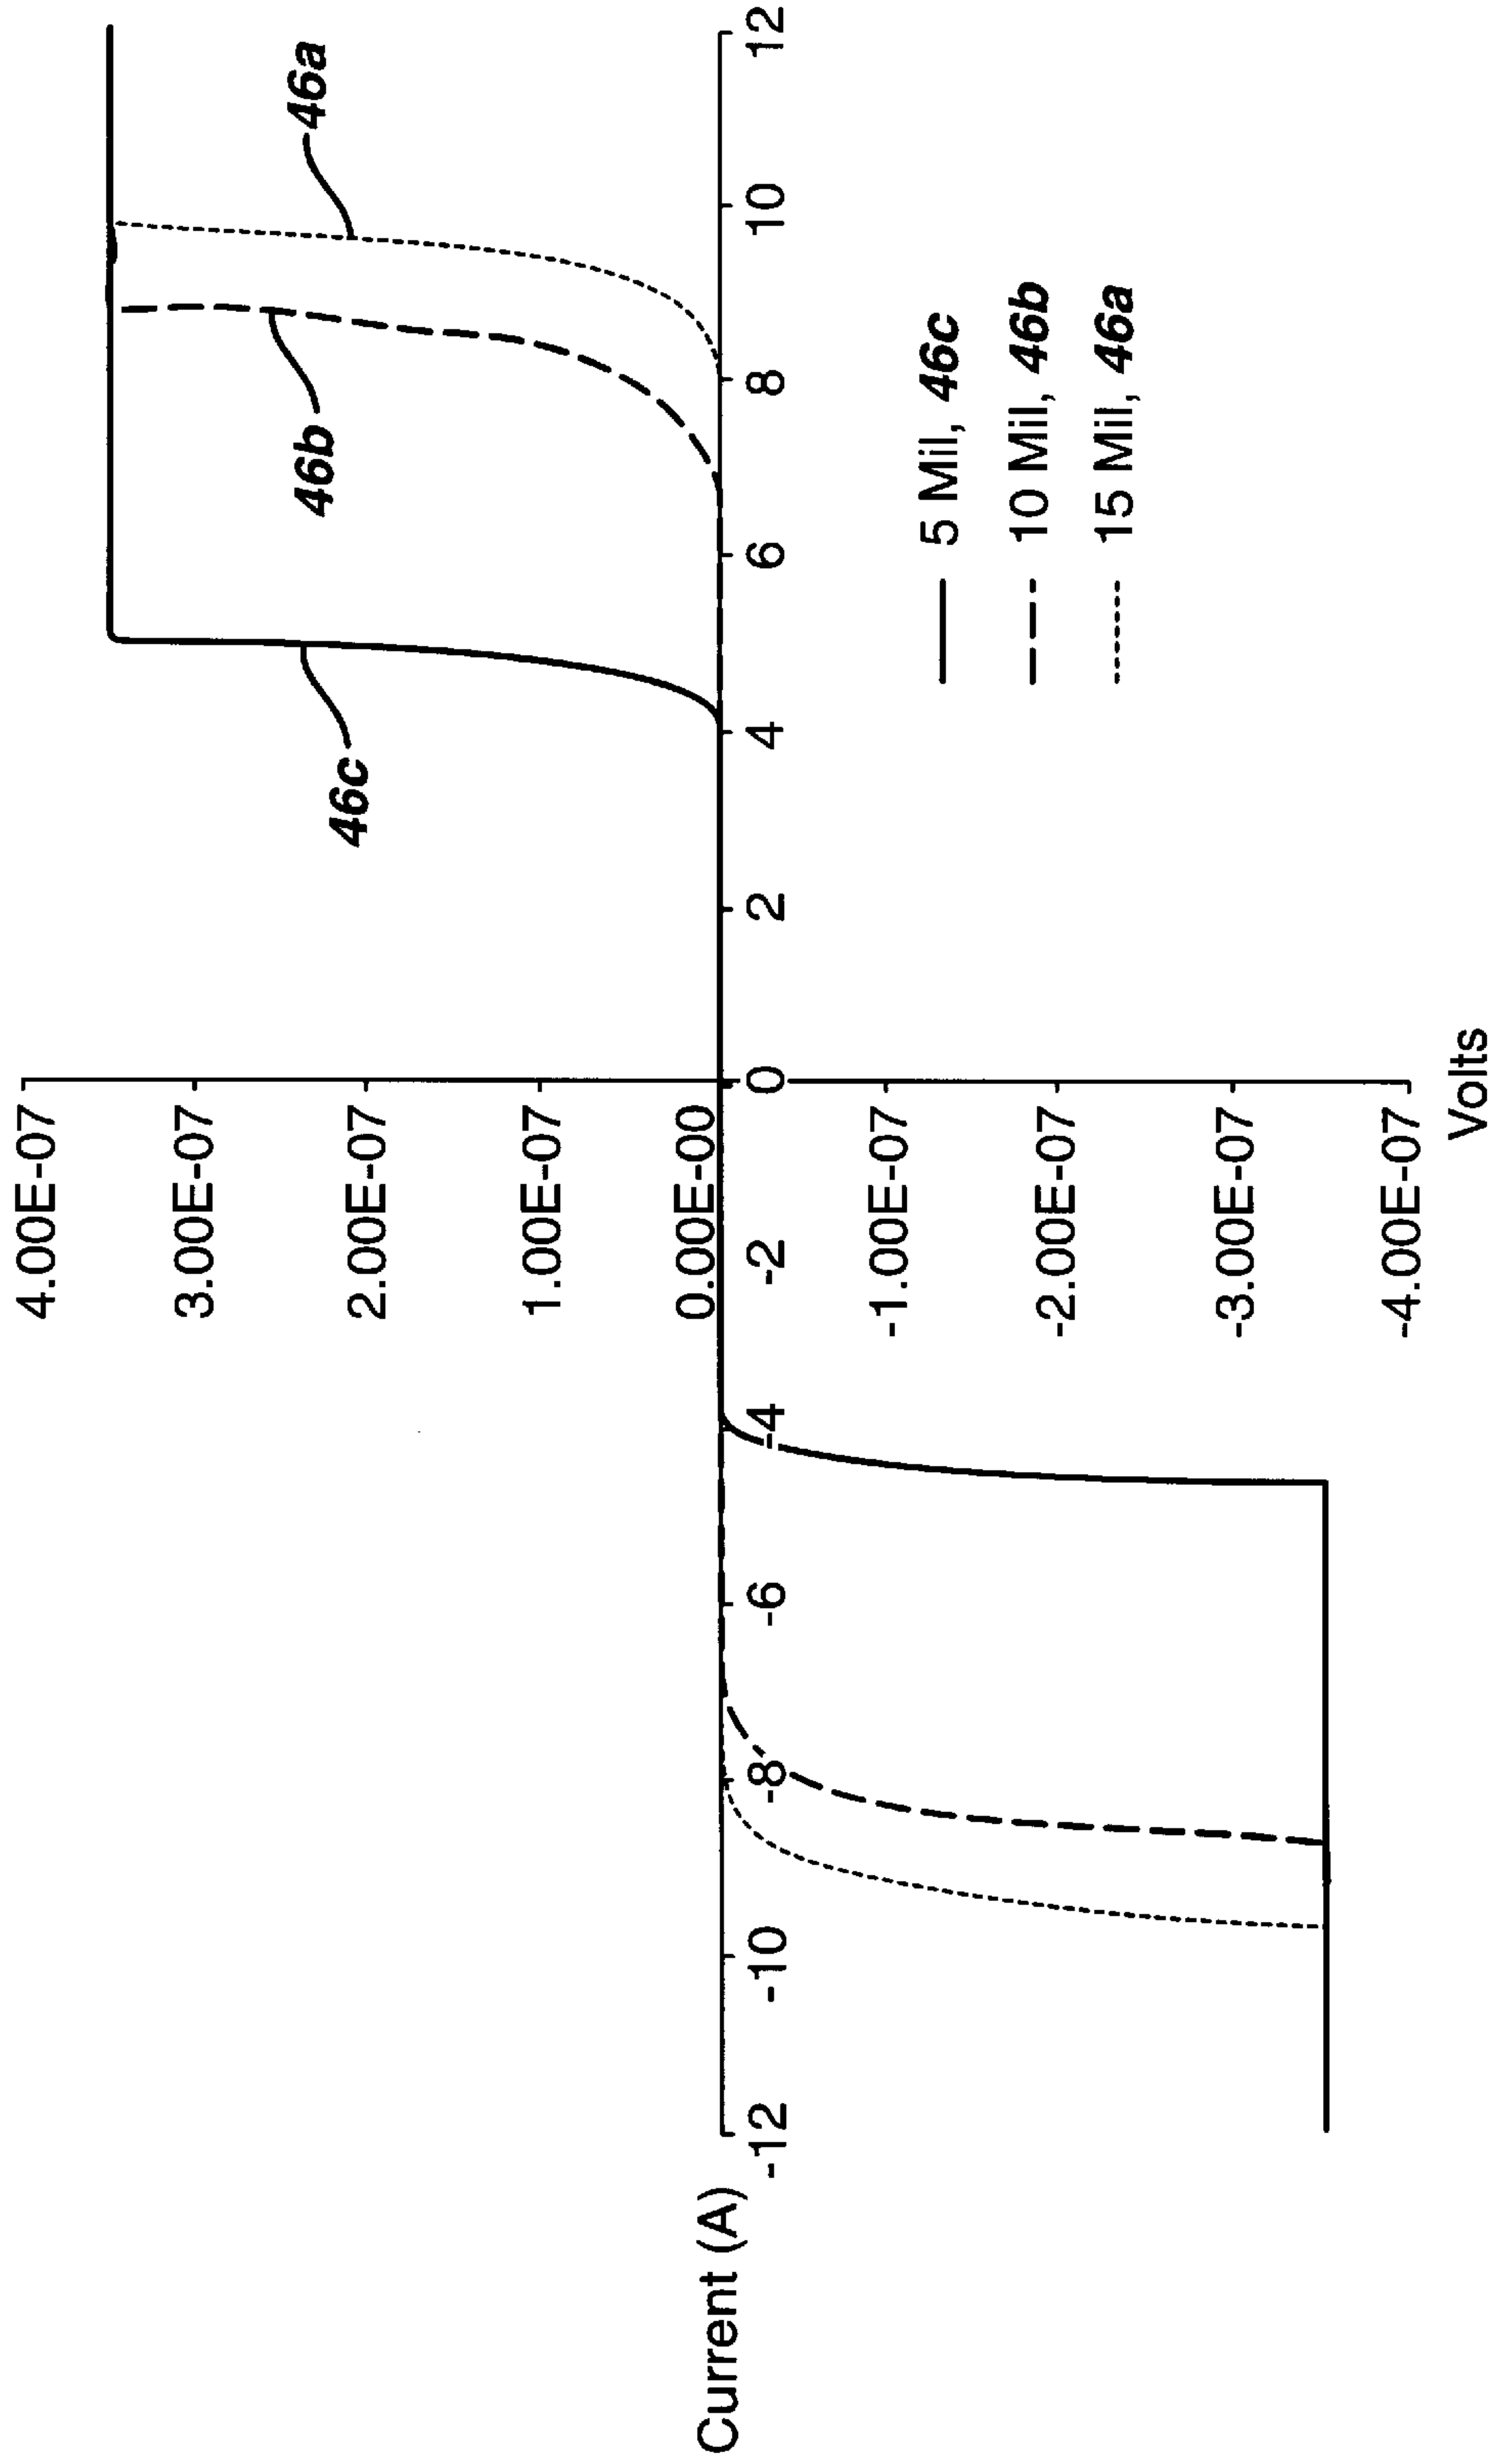 4.00E-07
3.00E-07
2.00E-07
1.00E-07
0.00E-00
-1.00E-07
-2.00E-07
-3.00E-07
-4.00E-07
Current (A)
-12
-10
-8
-6
-4
-2
0
2
4
6
8
10
12
Volts
46c
46b
46a
5 Mil, 46c
10 Mil, 46b
15 Mil, 46a